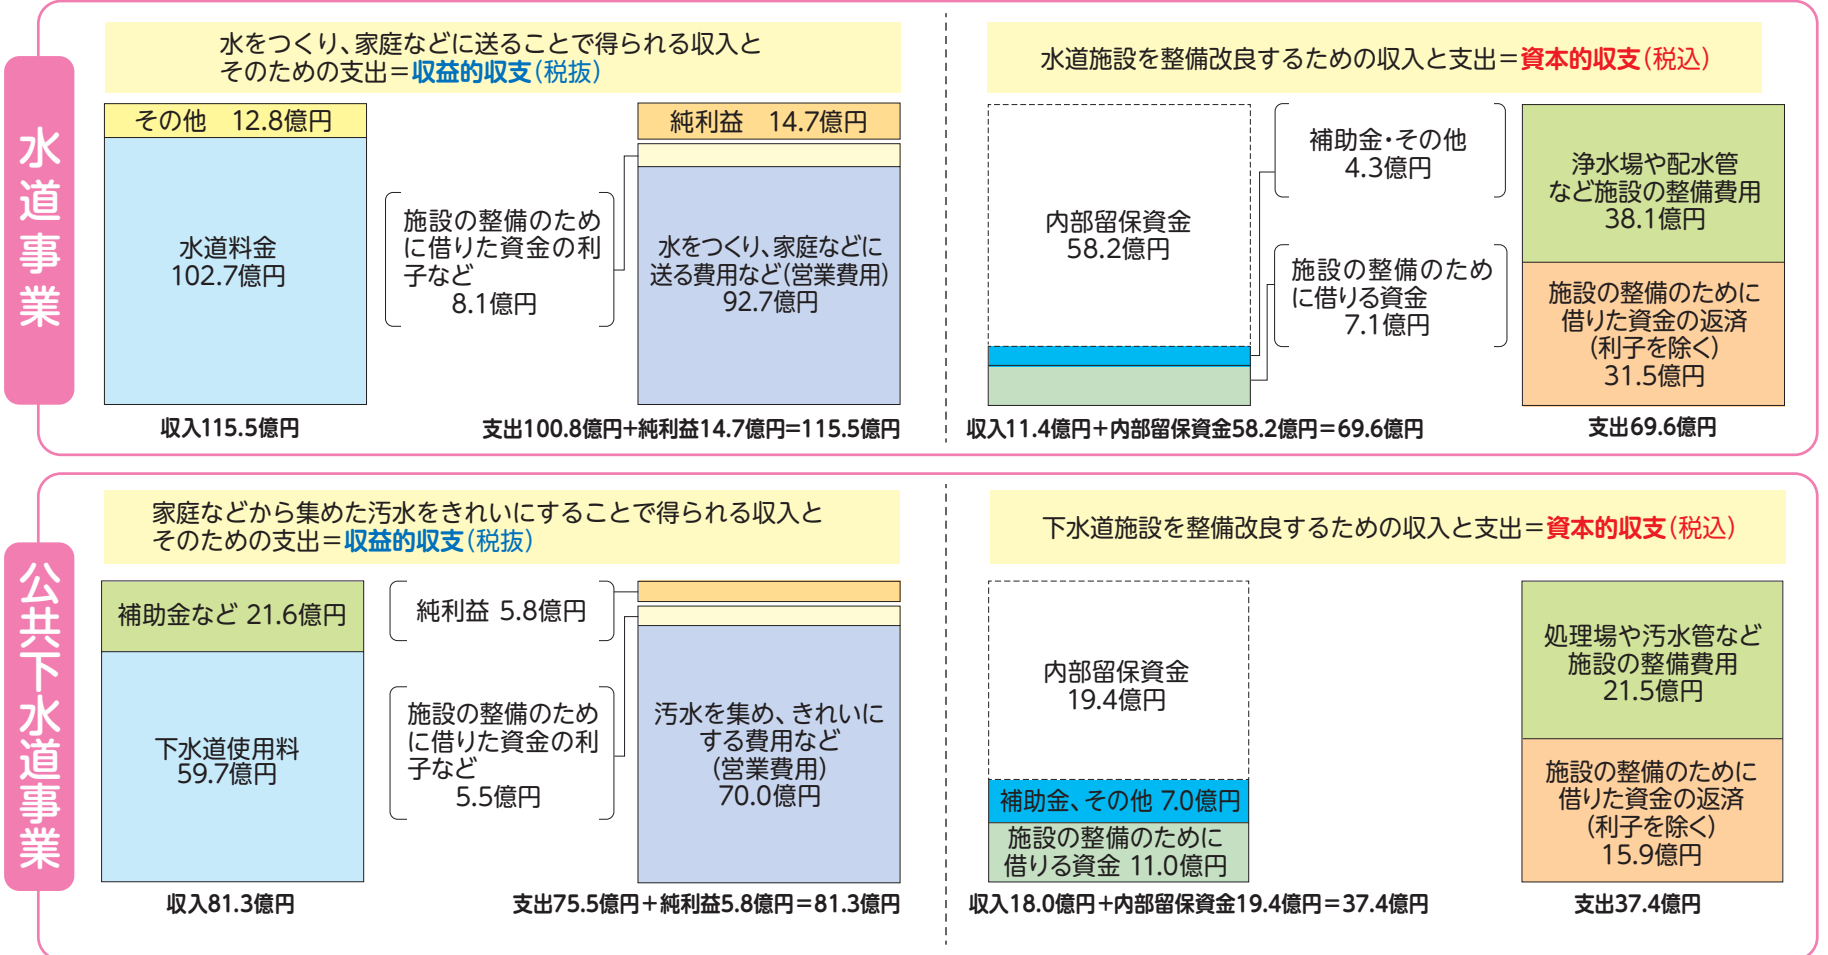 水道事業
水をつくり、家庭などに送ることで得られる収入と
そのための支出＝収益的収支(税抜)
その他　12.8億円
水道料金
102.7億円
収入115.5億円
施設の整備のため
に借りた資金の利
子など
8.1億円
純利益　14.7億円
水をつくり、家庭などに
送る費用など(営業費用)
92.7億円
支出100.8億円＋純利益14.7億円＝115.5億円
水道施設を整備改良するための収入と支出＝資本的収支(税込)
内部留保資金
58.2億円
補助金・その他
4.3億円
施設の整備のため
に借りる資金
7.1億円
収入11.4億円＋内部留保資金58.2億円＝69.6億円
浄水場や配水管
など施設の整備費用
38.1億円
施設の整備のために
借りた資金の返済
(利子を除く)
31.5億円
支出69.6億円
公共下水道事業
家庭などから集めた汚水をきれいにすることで得られる収入と
そのための支出＝収益的収支(税抜)
補助金など 21.6億円
下水道使用料
59.7億円
収入81.3億円
純利益 5.8億円
施設の整備のため
に借りた資金の利
子など
5.5億円
汚水を集め、きれいに
する費用など
(営業費用)
70.0億円
支出75.5億円＋純利益5.8億円＝81.3億円
下水道施設を整備改良するための収入と支出＝資本的収支(税込)
内部留保資金
19.4億円
補助金、その他 7.0億円
施設の整備のために
借りる資金 11.0億円
収入18.0億円＋内部留保資金19.4億円＝37.4億円
処理場や汚水管など
施設の整備費用
21.5億円
施設の整備のために
借りた資金の返済
(利子を除く)
15.9億円
支出37.4億円